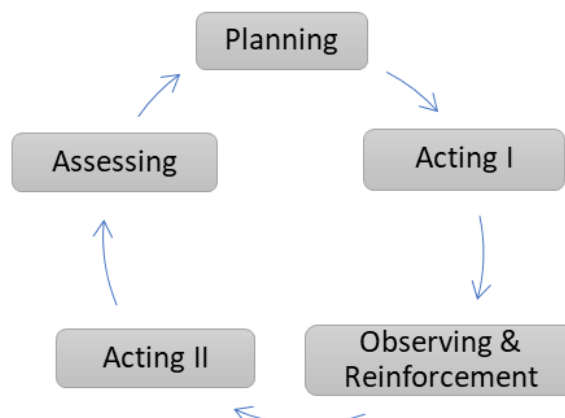 Planning
Acting I
Observing &
Reinforcement
Acting II
Assessing